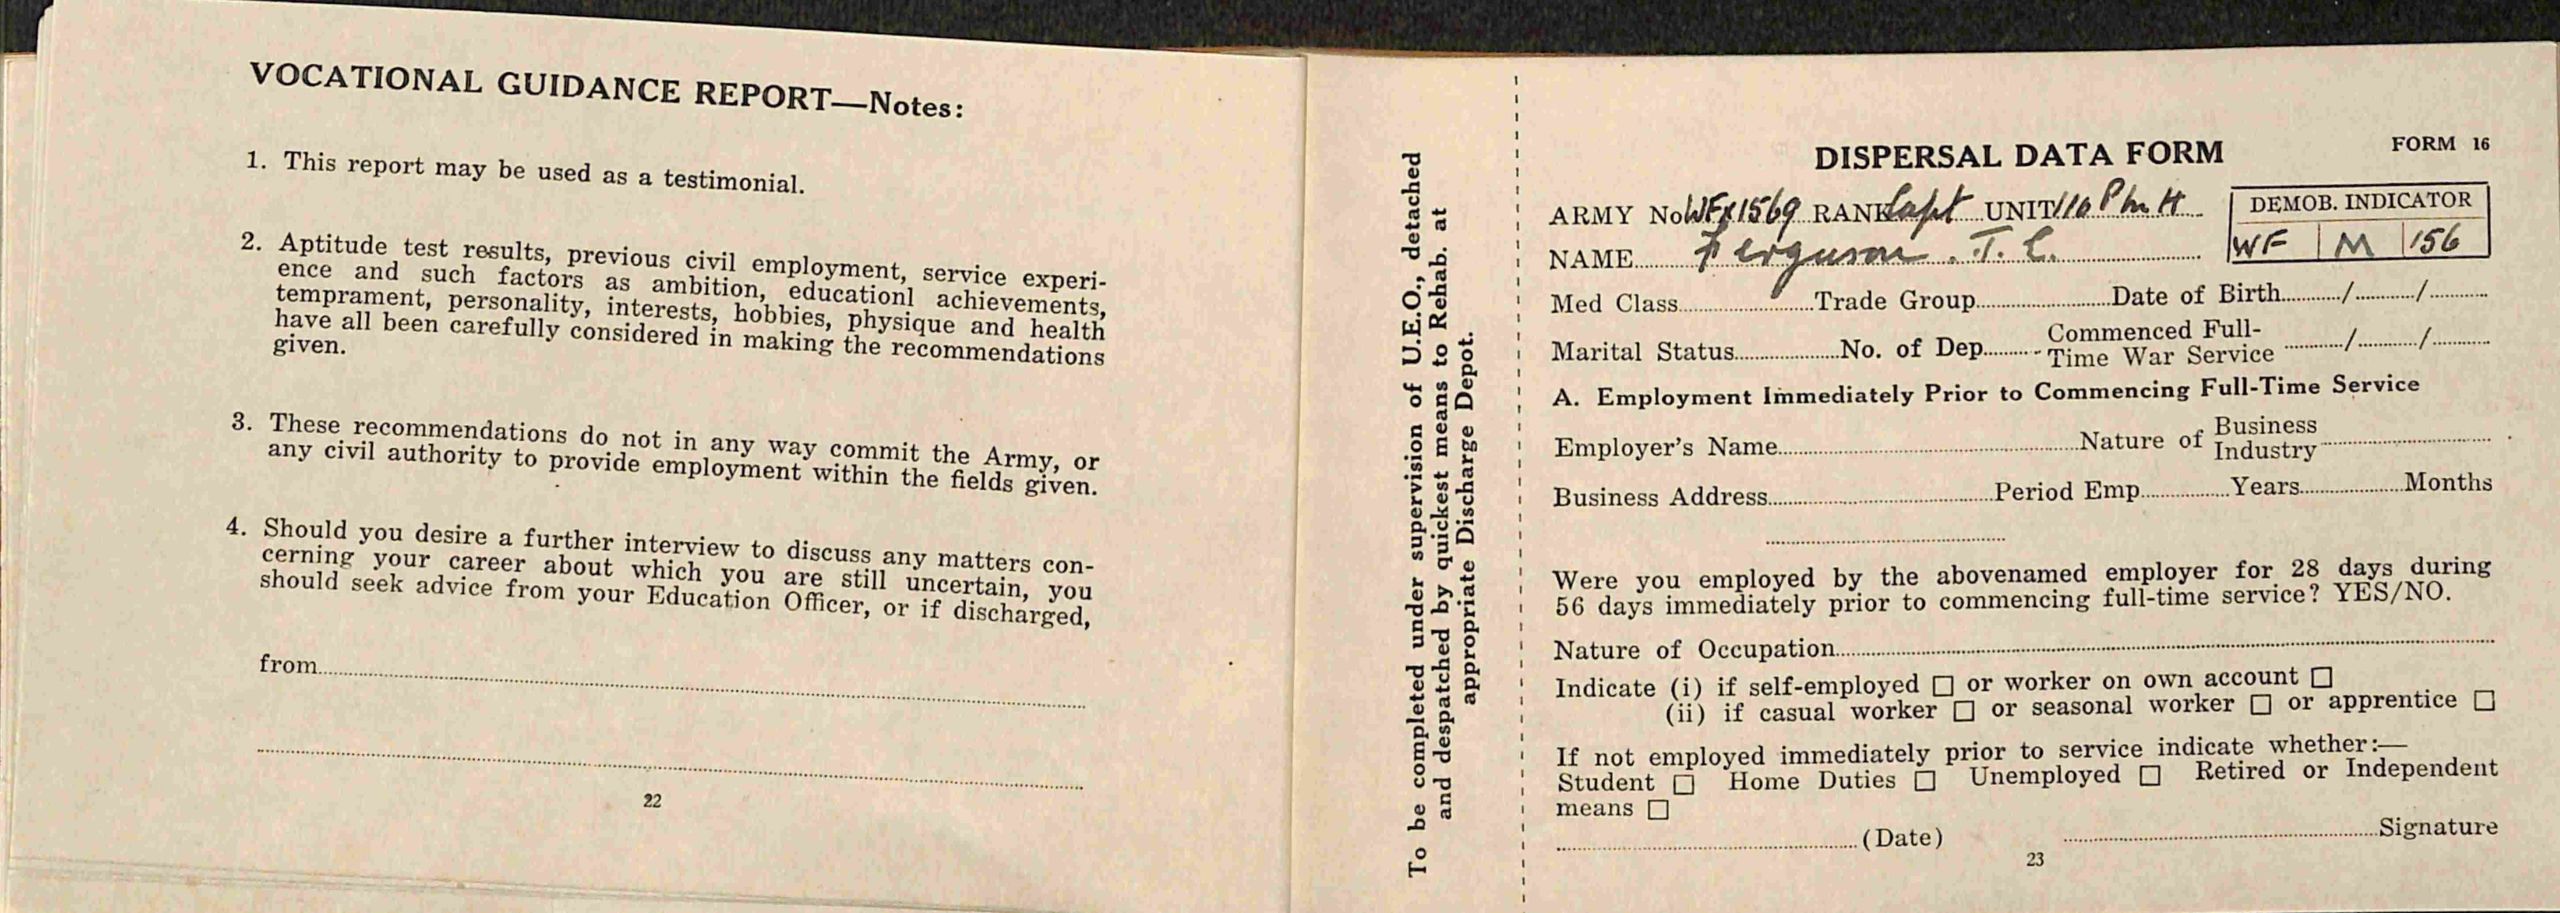 VOCATIONAL GUIDANCE REPORT—Notes:
1. This report may be used as a testimonial.
2. Aptitude test results, previous civil employment, service experi-
ence and such factors as ambition, educationl achievements,
temprament, personality, interests, hobbies, physique and health
have all been carefully considered in making the recommendations
given.
3. These recommendations do not in any way commit the Army, or
any civil authority to provide employment within the fields given.
4. Should you desire a further interview to discuss any matters con-
cerning your career about which you are still uncertain, you
should seek advice from your Education Officer, or if discharged,
from
22
To be completed under supervision of U.E.O., detached
and despatched by quickest means to Rehab. at
appropriate Discharge Depot.
FORM 16
DISPERSAL DATA FORM
DEMOB. INDICATOR
WF M 156
ARMY No WFX1569 RANK Capt UNIT 110 Pm H
NAME Ferguson. T. C.
Med Class Trade Group Date of Birth / /
Marital Status No. of Dep. Commenced Full-
Time War Service / /
A. Employment Immediately Prior to Commencing Full-Time Service
Employer's Name Nature of Business
Industry
Business Address Period Emp Years Months
Were you employed by the abovenamed employer for 28 days during
56 days immediately prior to commencing full-time service? YES/NO.
Nature of Occupation
Indicate (i) if self-employed □ or worker on own account □
(ii) if casual worker □ or seasonal worker □ or apprentice □
If not employed immediately prior to service indicate whether:—
Student □ Home Duties □ Unemployed □ Retired or Independent
means □
(Date) Signature
23